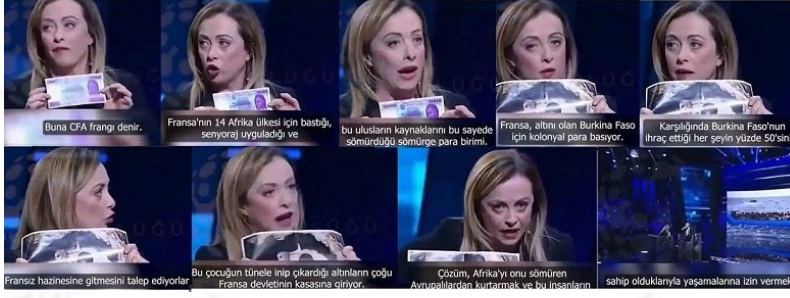 Buna CFA frangı denir.
Fransa'nın 14 Afrika ülkesi için bastığı,
senyoraj uyguladığı ve
bu ulusların kaynaklarını bu sayede
sömürdüğü sömürge para birimi.
Fransa, altını olan Burkina Faso
için kolonyal para basıyor.
Karşılığında Burkina Faso'nun
ihraç ettiği her şeyin yüzde 50'sin
Fransız hazinesine gitmesini talep ediyorlar
Bu çocuğun tünele inip çıkardığı altınların çoğu
Fransa devletinin kasasına giriyor.
Çözüm, Afrika'yı onu sömüren
Avrupalılardan kurtarmak ve bu insanların
sahip olduklarıyla yaşamalarına izin vermek